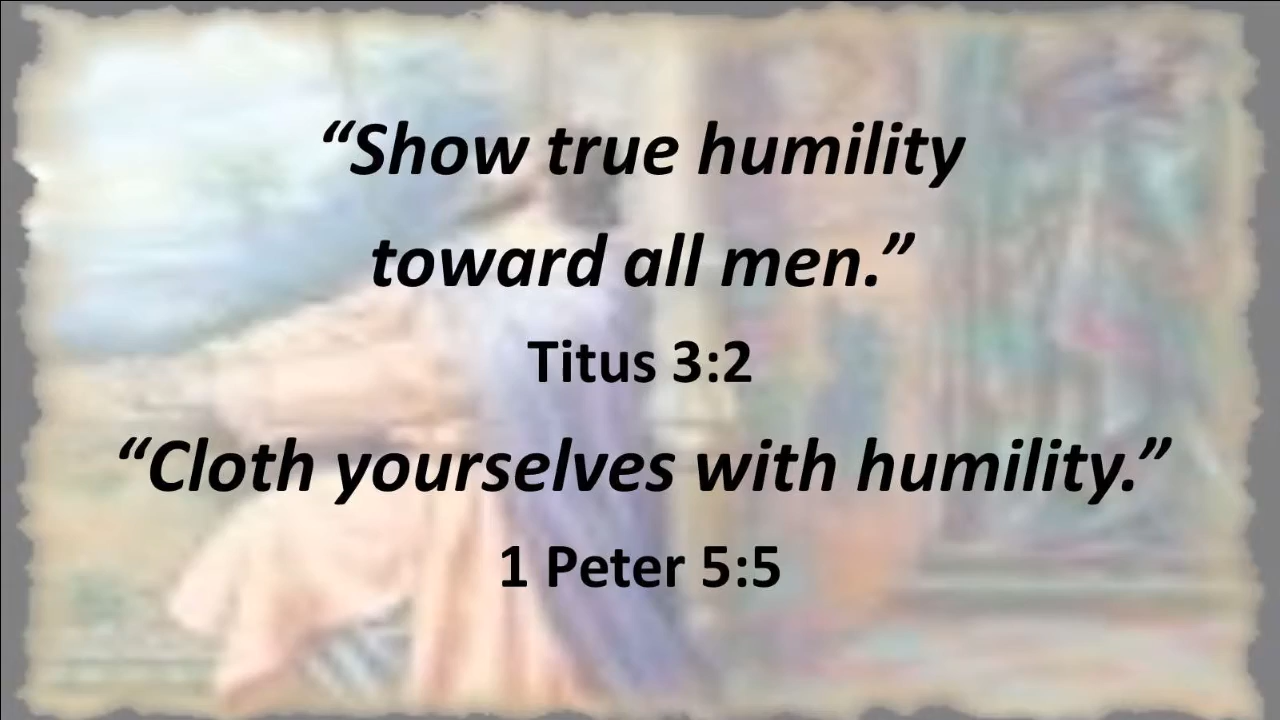 “Show true humility
toward all men.”
Titus 3:2
“Cloth yourselves with humility.”
1 Peter 5:5